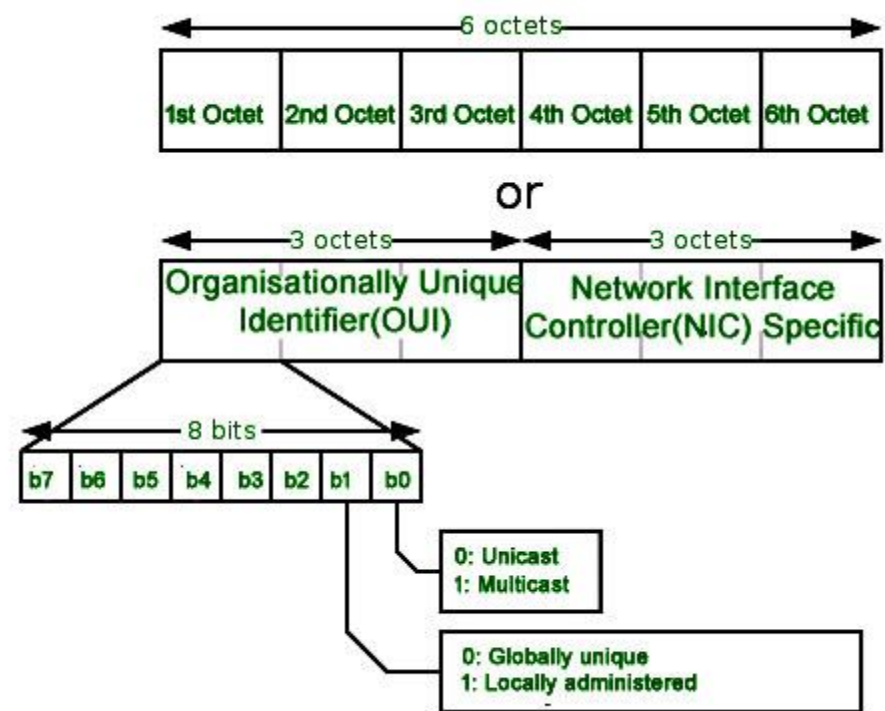 6 octets
1st Octet 2nd Octet 3rd Octet 4th Octet 5th Octet 6th Octet
or
3 octets 3 octets
Organisationally Unique
Identifier(OUI)
Network Interface
Controller(NIC) Specific
8 bits
b7 b6 b5 b4 b3 b2 b1 b0
0: Unicast
1: Multicast
0: Globally unique
1: Locally administered